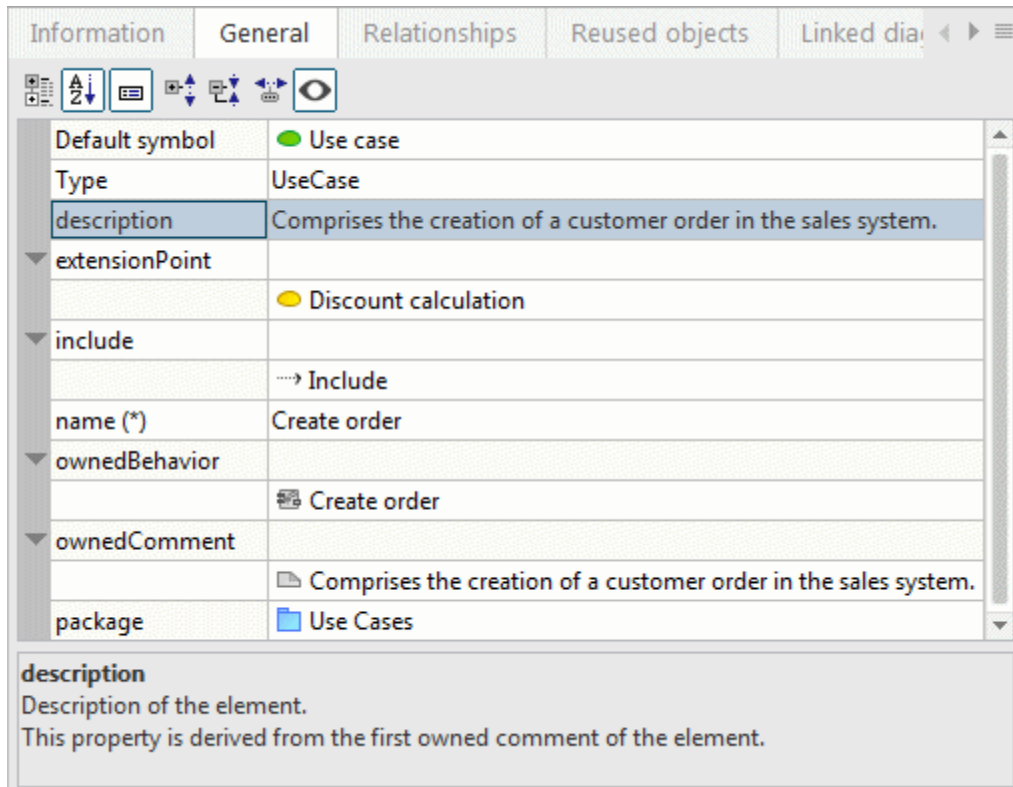 Information General Relationships Reused objects Linked dia
Default symbol Use case
Type UseCase
description Comprises the creation of a customer order in the sales system.
extensionPoint
Discount calculation
include
Include
name (*) Create order
ownedBehavior
Create order
ownedComment
Comprises the creation of a customer order in the sales system.
package Use Cases
description
Description of the element.
This property is derived from the first owned comment of the element.